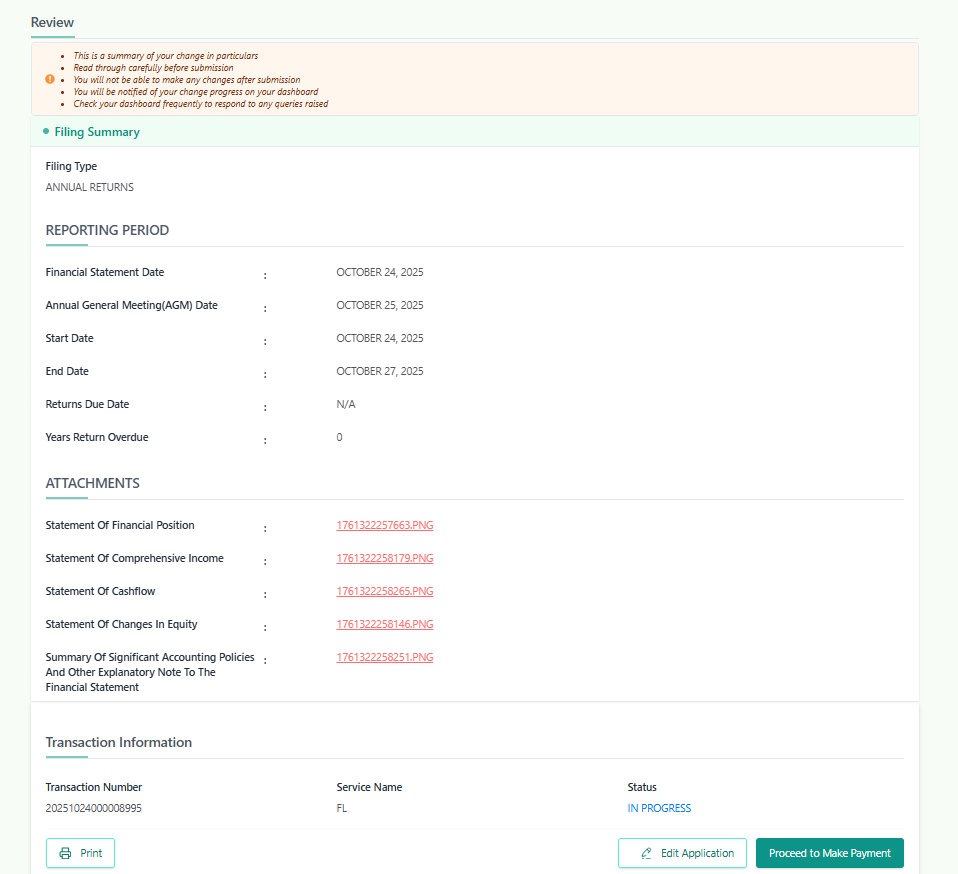 Review
This is a summary of your change in particulars
Read through carefully before submission
You will not be able to make any changes after submission
You will be notified of your change progress on your dashboard
Check your dashboard frequently to respond to any queries raised
Filing Summary
Filing Type
ANNUAL RETURNS
REPORTING PERIOD
Financial Statement Date : OCTOBER 24, 2025
Annual General Meeting(AGM) Date : OCTOBER 25, 2025
Start Date : OCTOBER 24, 2025
End Date : OCTOBER 27, 2025
Returns Due Date : N/A
Years Return Overdue : 0
ATTACHMENTS
Statement Of Financial Position : 1761322257663.PNG
Statement Of Comprehensive Income : 1761322258179.PNG
Statement Of Cashflow : 1761322258265.PNG
Statement Of Changes In Equity : 1761322258146.PNG
Summary Of Significant Accounting Policies : 1761322258251.PNG
And Other Explanatory Note To The
Financial Statement
Transaction Information
Transaction Number Service Name Status
20251024000008995 FL IN PROGRESS
Print Edit Application Proceed to Make Payment